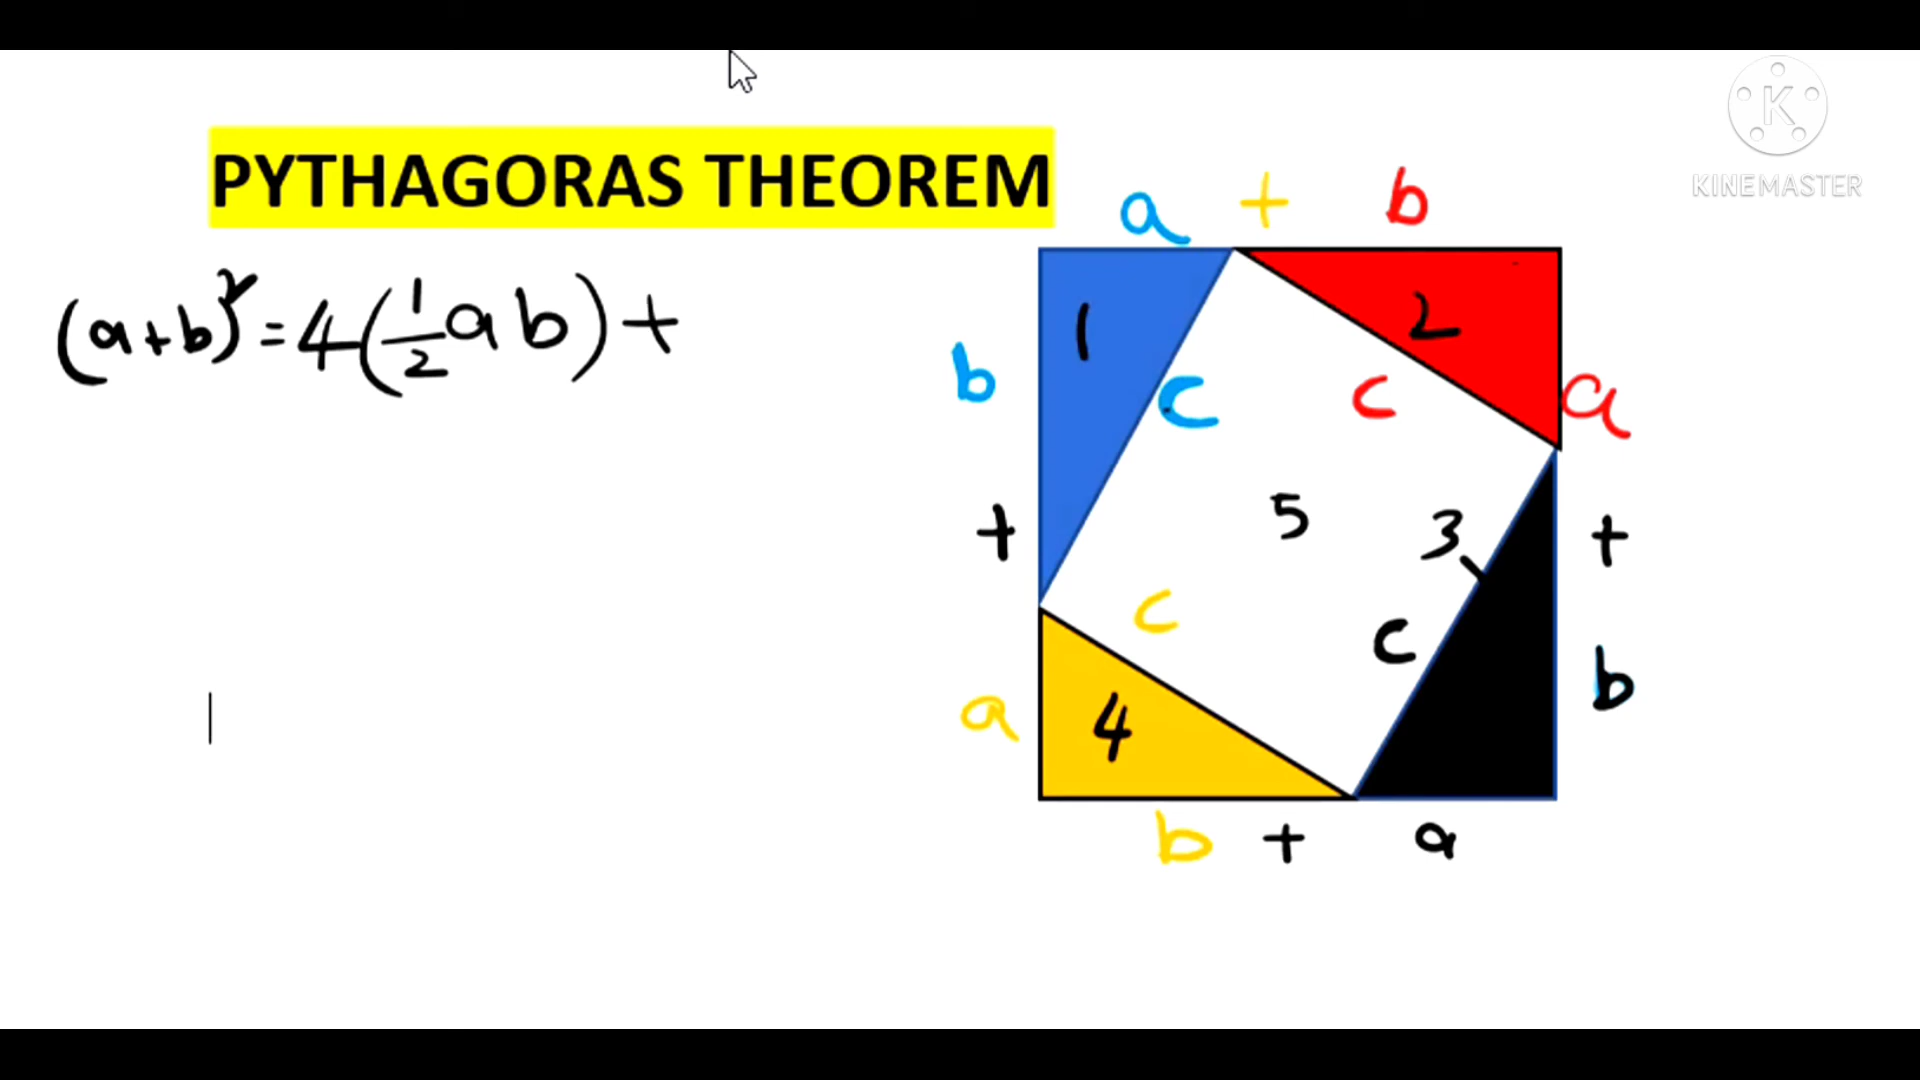 KINEMASTER
PYTHAGORAS THEOREM
a + b
(a+b)² = 4(½ab) +
1
2
b
c
c
a
+
5
3
+
c
c
b
a
4
b + a